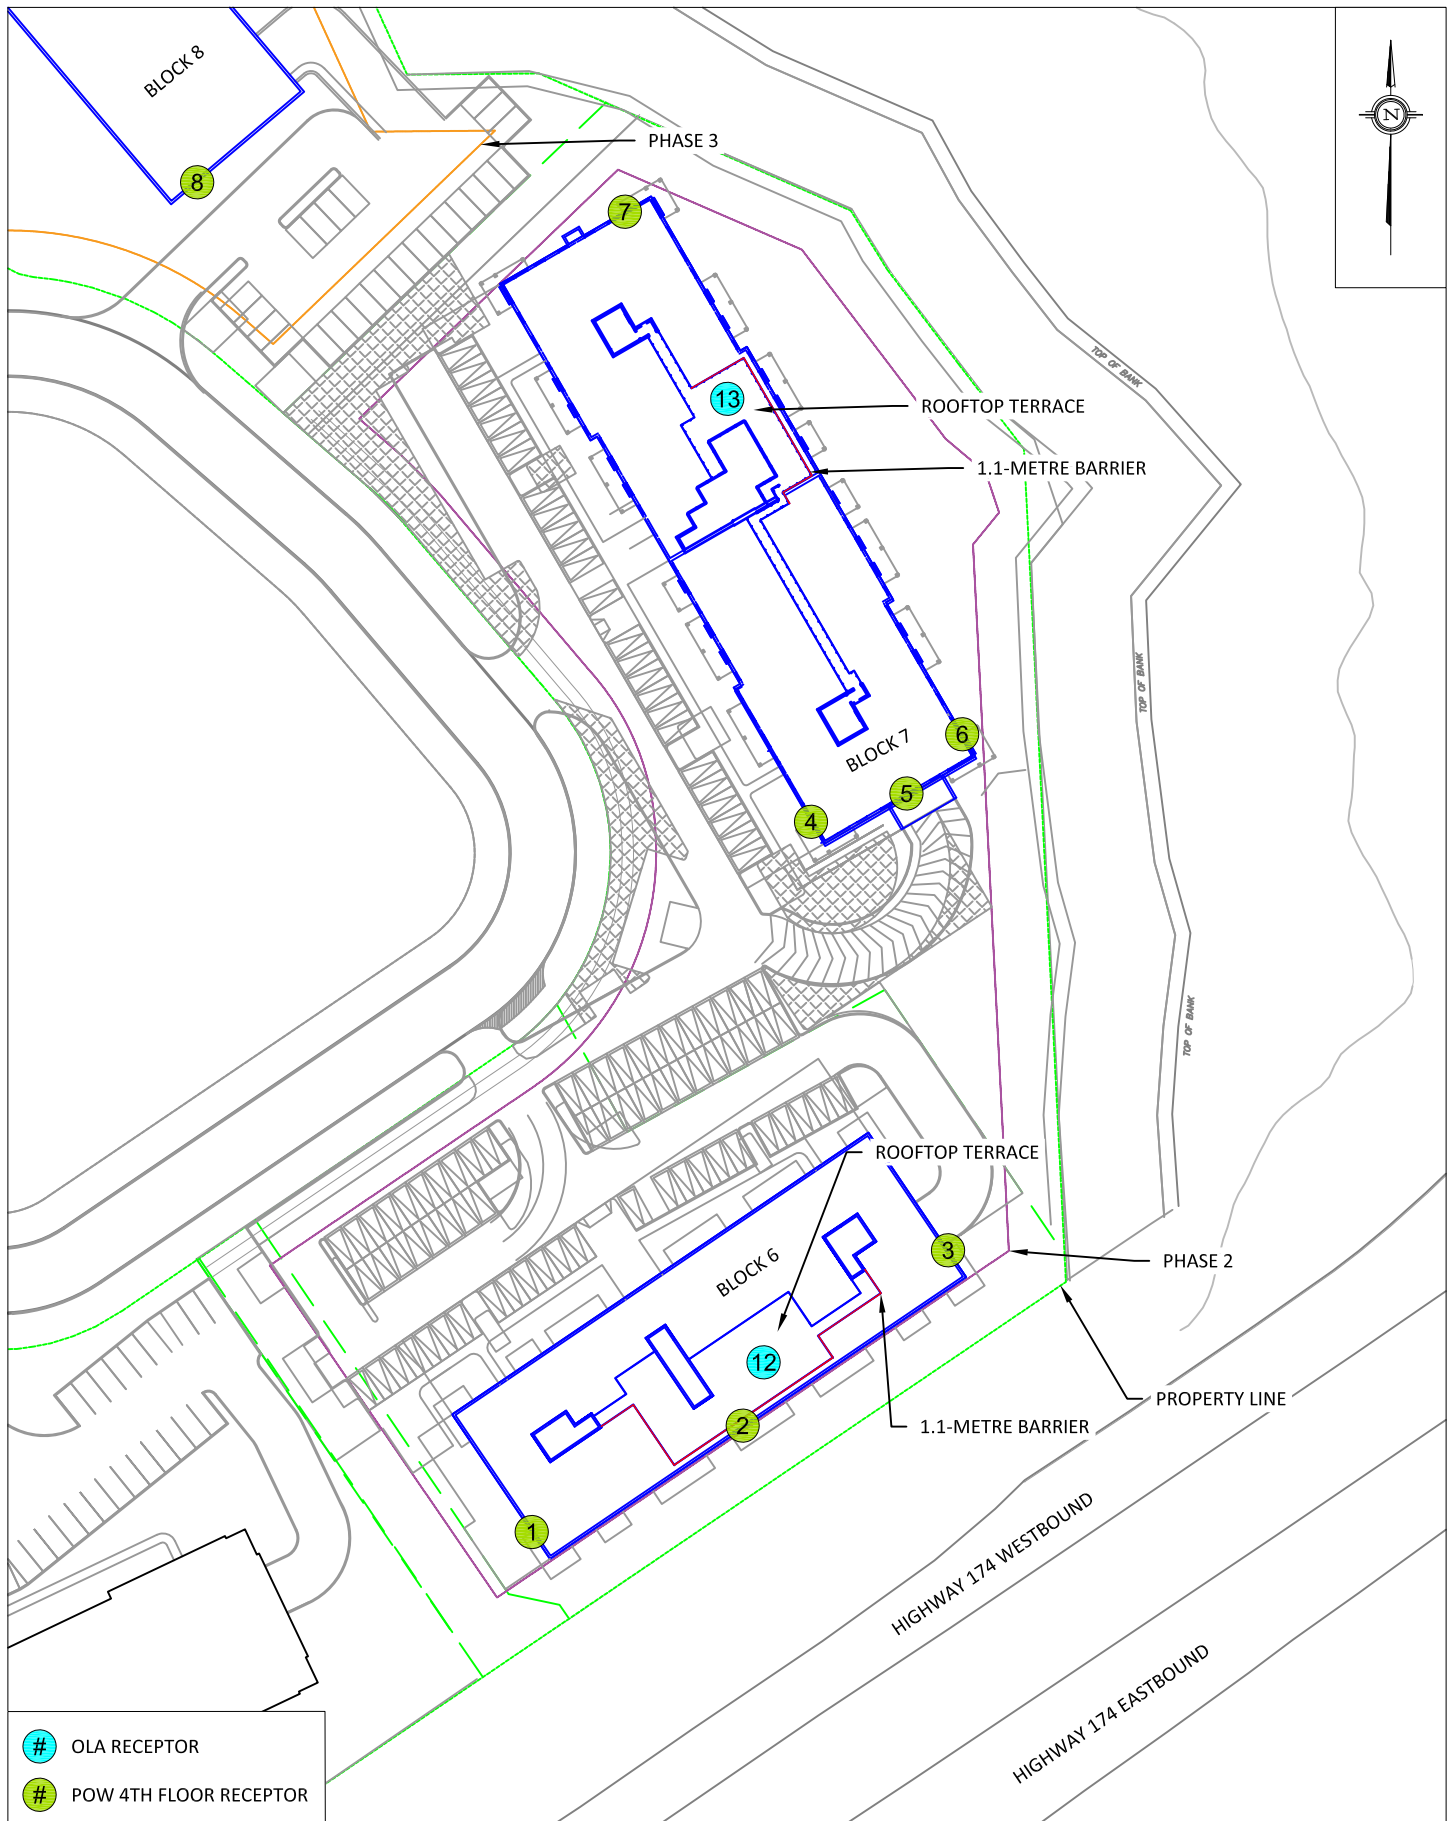 BLOCK 8
N
PHASE 3
8
7
TOP OF BANK
13
ROOFTOP TERRACE
1.1-METRE BARRIER
TOP OF BANK
6
BLOCK 7
5
4
TOP OF BANK
ROOFTOP TERRACE
3
BLOCK 6
PHASE 2
12
PROPERTY LINE
2
1.1-METRE BARRIER
1
HIGHWAY 174 WESTBOUND
HIGHWAY 174 EASTBOUND
# OLA RECEPTOR
# POW 4TH FLOOR RECEPTOR